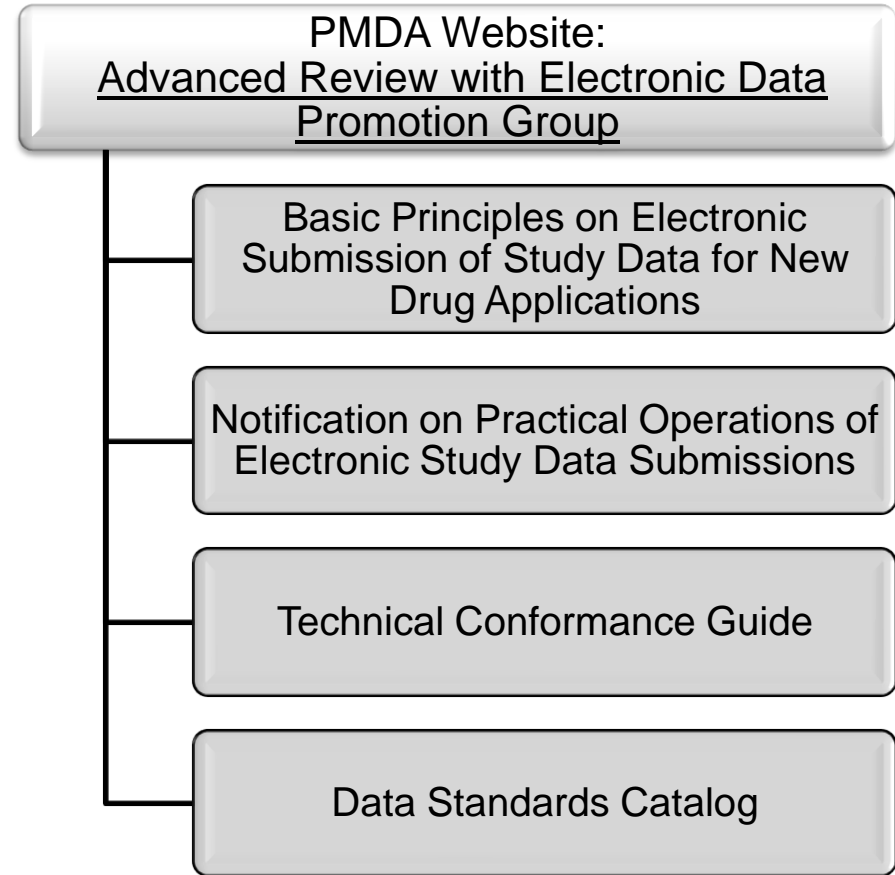 PMDA Website:
Advanced Review with Electronic Data
Promotion Group
Basic Principles on Electronic
Submission of Study Data for New
Drug Applications
Notification on Practical Operations of
Electronic Study Data Submissions
Technical Conformance Guide
Data Standards Catalog